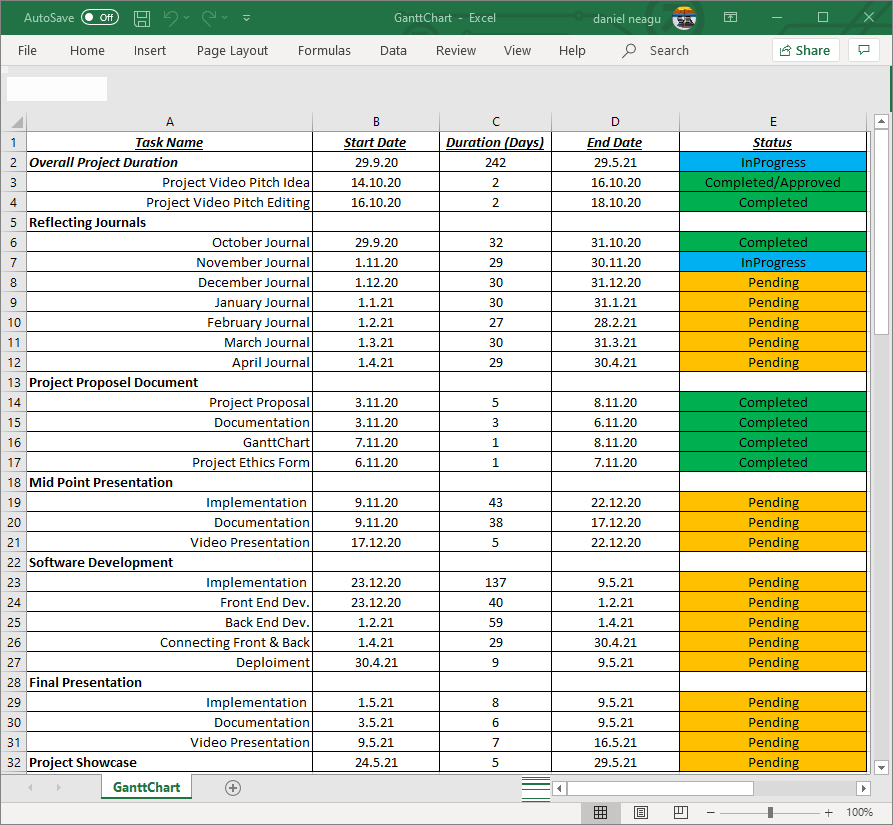 AutoSave Off GanttChart - Excel daniel neagu
File Home Insert Page Layout Formulas Data Review View Help Search Share
A B C D E
1 Task Name Start Date Duration (Days) End Date Status
2 Overall Project Duration 29.9.20 242 29.5.21 InProgress
3 Project Video Pitch Idea 14.10.20 2 16.10.20 Completed/Approved
4 Project Video Pitch Editing 16.10.20 2 18.10.20 Completed
5 Reflecting Journals
6 October Journal 29.9.20 32 31.10.20 Completed
7 November Journal 1.11.20 29 30.11.20 InProgress
8 December Journal 1.12.20 30 31.12.20 Pending
9 January Journal 1.1.21 30 31.1.21 Pending
10 February Journal 1.2.21 27 28.2.21 Pending
11 March Journal 1.3.21 30 31.3.21 Pending
12 April Journal 1.4.21 29 30.4.21 Pending
13 Project Proposel Document
14 Project Proposal 3.11.20 5 8.11.20 Completed
15 Documentation 3.11.20 3 6.11.20 Completed
16 GanttChart 7.11.20 1 8.11.20 Completed
17 Project Ethics Form 6.11.20 1 7.11.20 Completed
18 Mid Point Presentation
19 Implementation 9.11.20 43 22.12.20 Pending
20 Documentation 9.11.20 38 17.12.20 Pending
21 Video Presentation 17.12.20 5 22.12.20 Pending
22 Software Development
23 Implementation 23.12.20 137 9.5.21 Pending
24 Front End Dev. 23.12.20 40 1.2.21 Pending
25 Back End Dev. 1.2.21 59 1.4.21 Pending
26 Connecting Front & Back 1.4.21 29 30.4.21 Pending
27 Deploiment 30.4.21 9 9.5.21 Pending
28 Final Presentation
29 Implementation 1.5.21 8 9.5.21 Pending
30 Documentation 3.5.21 6 9.5.21 Pending
31 Video Presentation 9.5.21 7 16.5.21 Pending
32 Project Showcase 24.5.21 5 29.5.21 Pending
GanttChart
100%